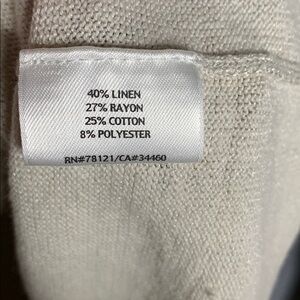 40% LINEN
27% RAYON
25% COTTON
8% POLYESTER
RN#78121/CA#34460